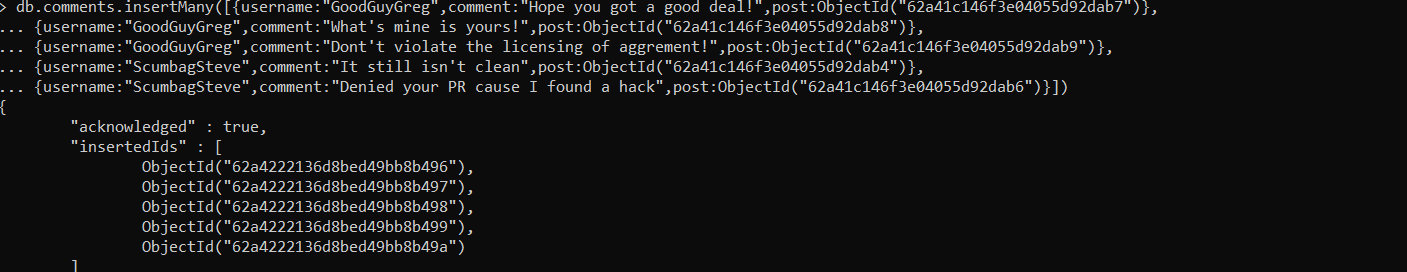 > db.comments.insertMany([{username:"GoodGuyGreg",comment:"Hope you got a good deal!",post:ObjectId("62a41c146f3e04055d92dab7")},
... {username:"GoodGuyGreg",comment:"What's mine is yours!",post:ObjectId("62a41c146f3e04055d92dab8")},
... {username:"GoodGuyGreg",comment:"Dont't violate the licensing of aggrement!",post:ObjectId("62a41c146f3e04055d92dab9")},
... {username:"ScumbagSteve",comment:"It still isn't clean",post:ObjectId("62a41c146f3e04055d92dab4")},
... {username:"ScumbagSteve",comment:"Denied your PR cause I found a hack",post:ObjectId("62a41c146f3e04055d92dab6")}])
{
"acknowledged" : true,
"insertedIds" : [
ObjectId("62a4222136d8bed49bb8b496"),
ObjectId("62a4222136d8bed49bb8b497"),
ObjectId("62a4222136d8bed49bb8b498"),
ObjectId("62a4222136d8bed49bb8b499"),
ObjectId("62a4222136d8bed49bb8b49a")
]